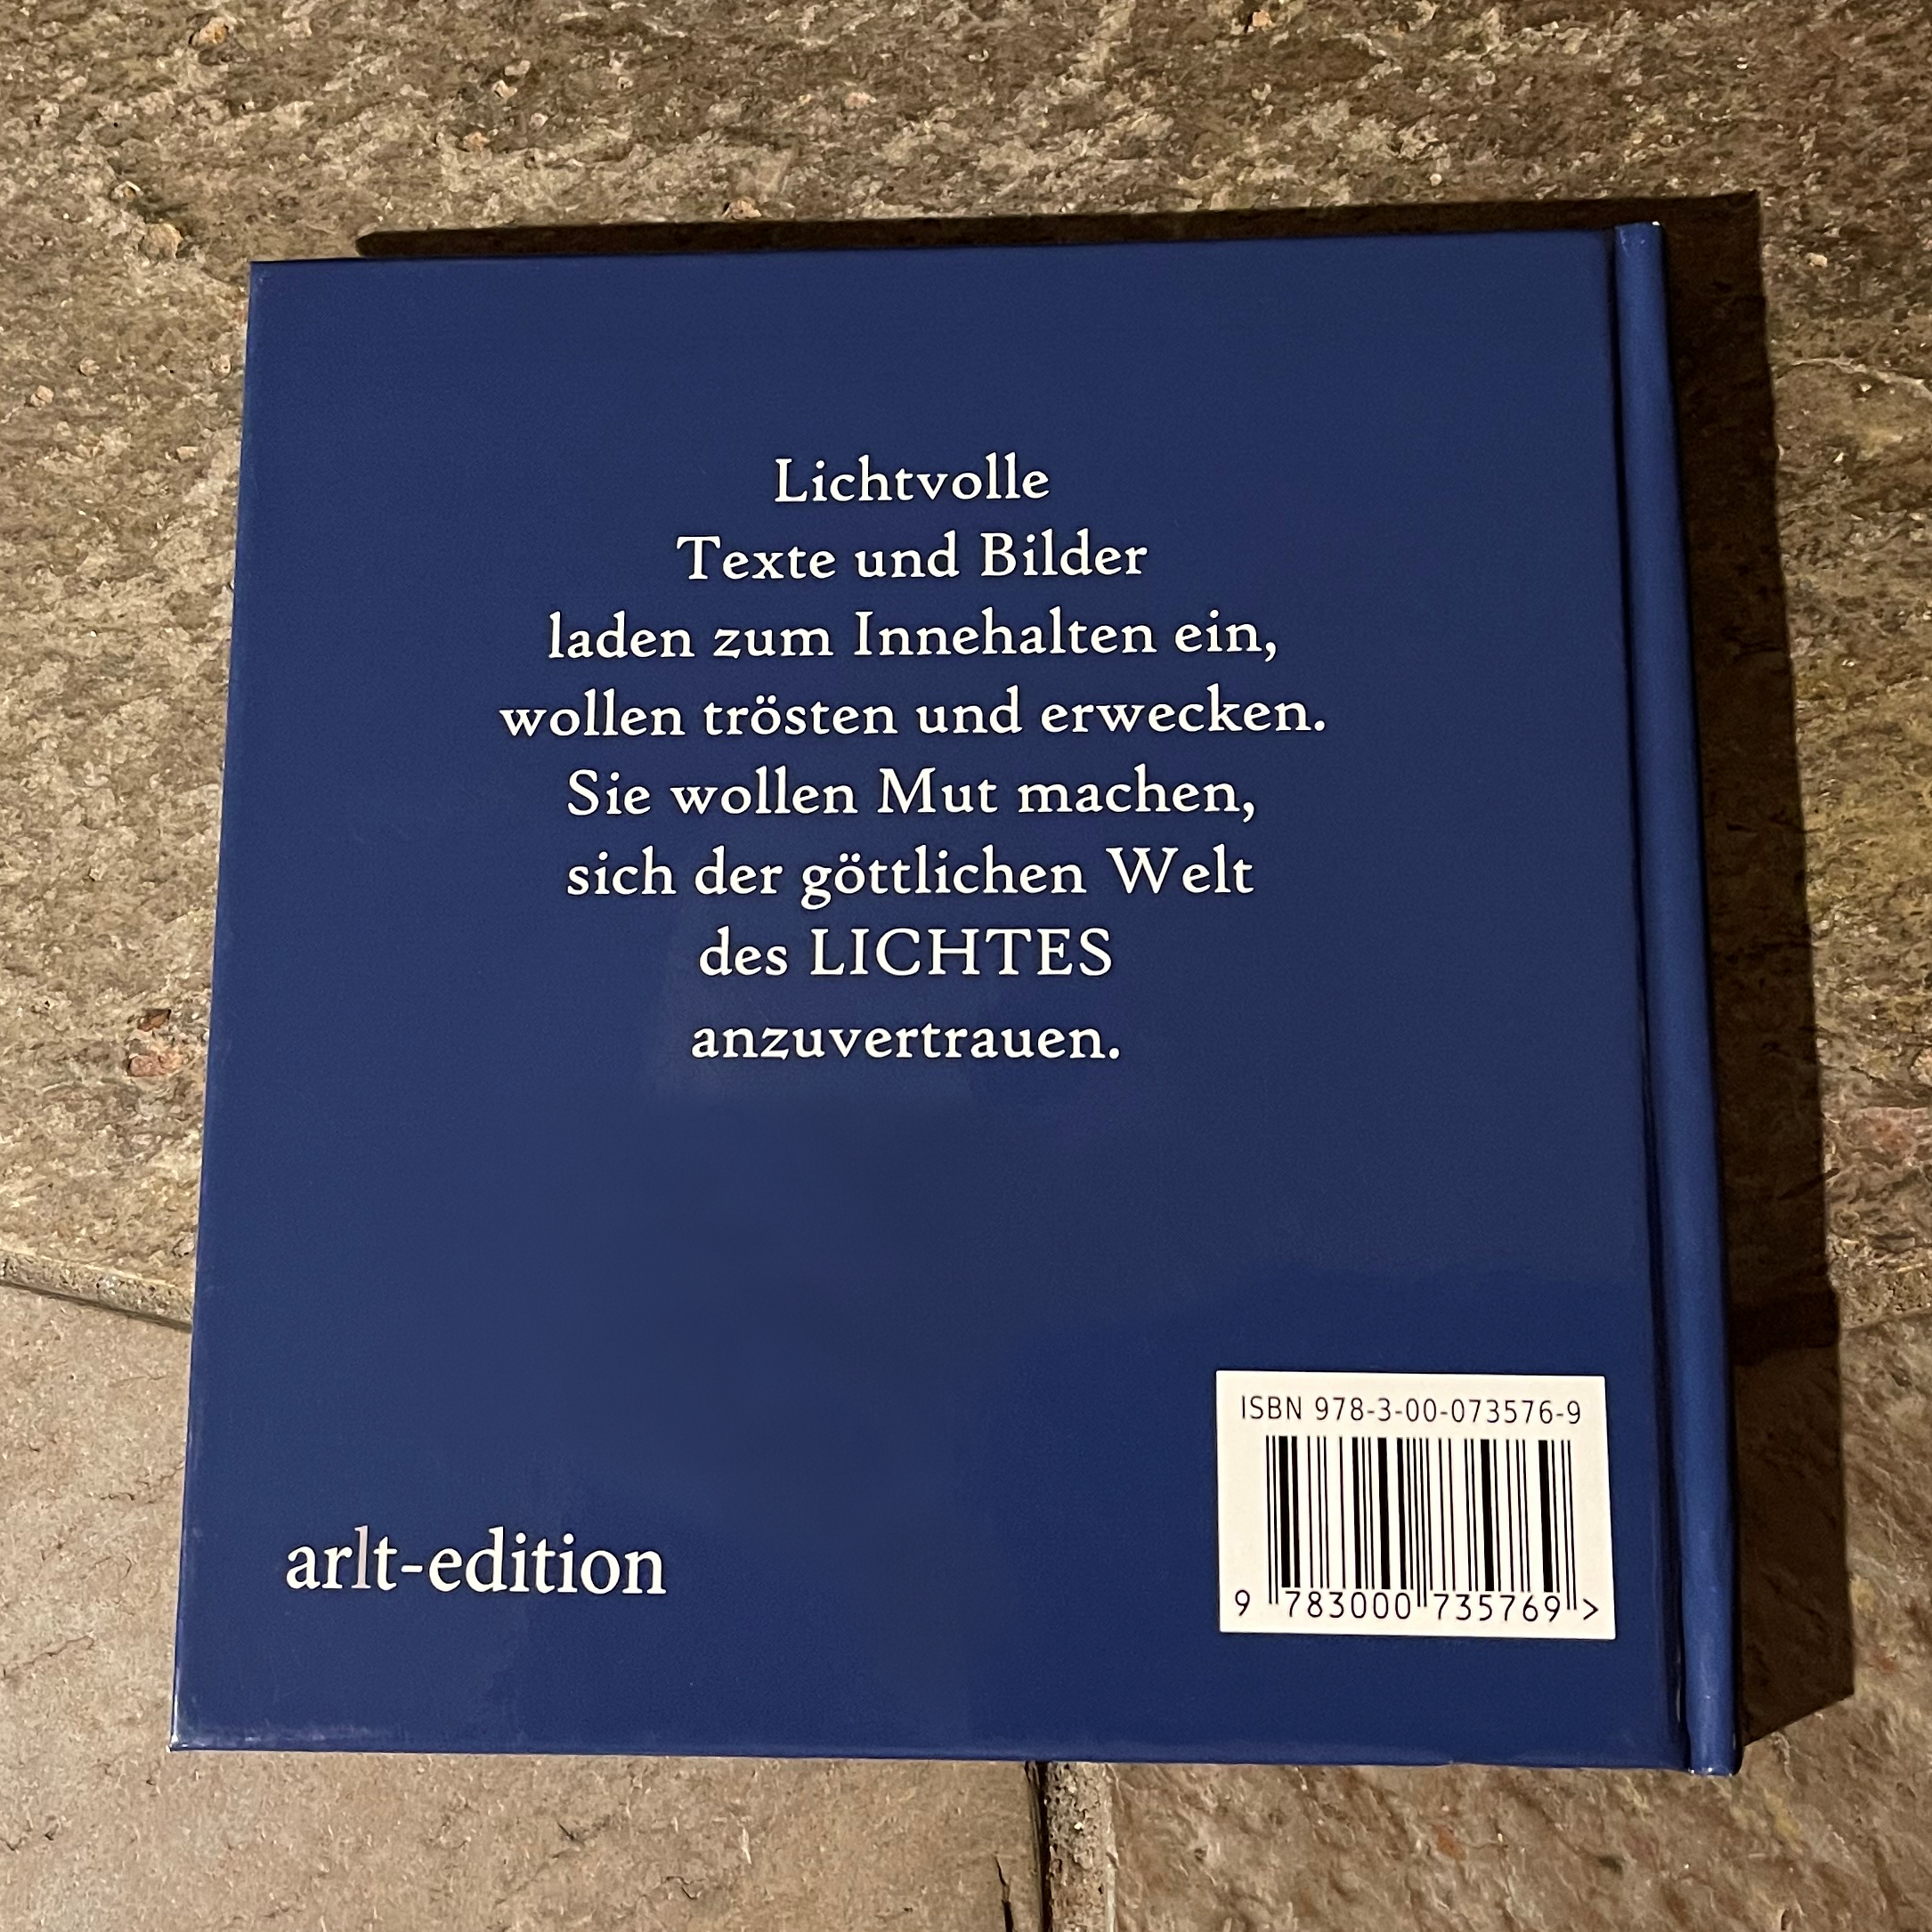 Lichtvolle
Texte und Bilder
laden zum Innehalten ein,
wollen trösten und erwecken.
Sie wollen Mut machen,
sich der göttlichen Welt
des LICHTES
anzuvertrauen.
arlt-edition
ISBN 978-3-00-073576-9
9 783000 735769 >